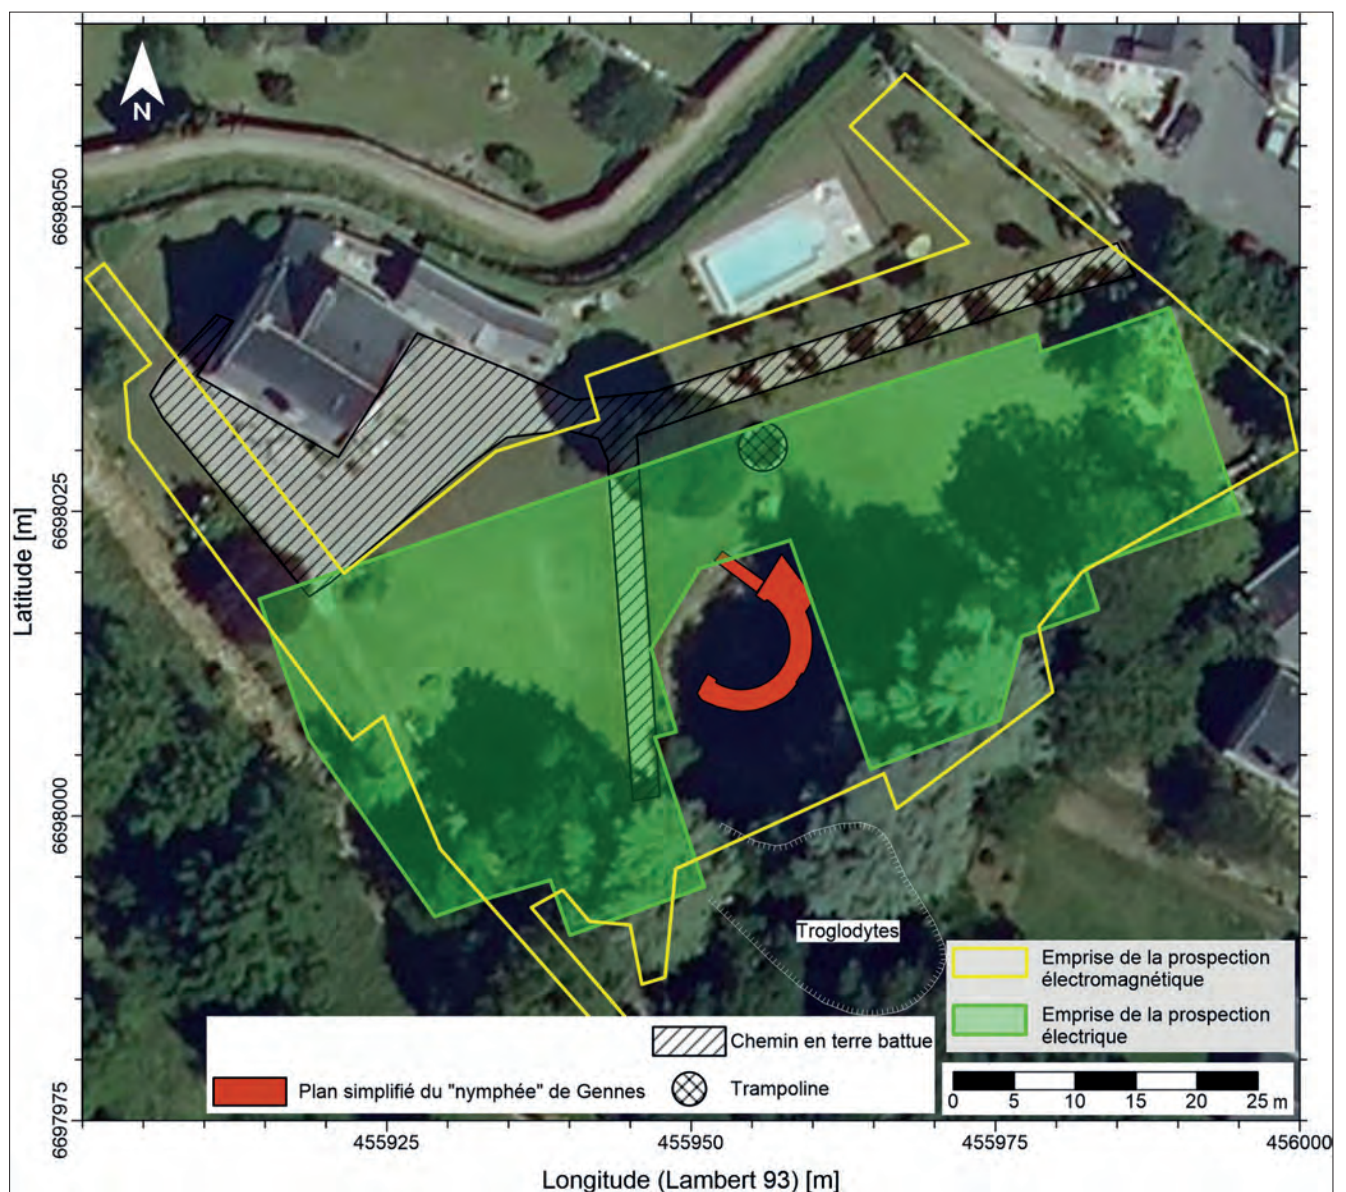 N
6698050
6698025
6698000
6697975
Latitude [m]
Troglodytes
Emprise de la prospection
électromagnétique
Emprise de la prospection
électrique
Chemin en terre battue
Plan simplifié du "nymphée" de Gennes
Trampoline
0 5 10 15 20 25 m
455925 455950 455975 456000
Longitude (Lambert 93) [m]